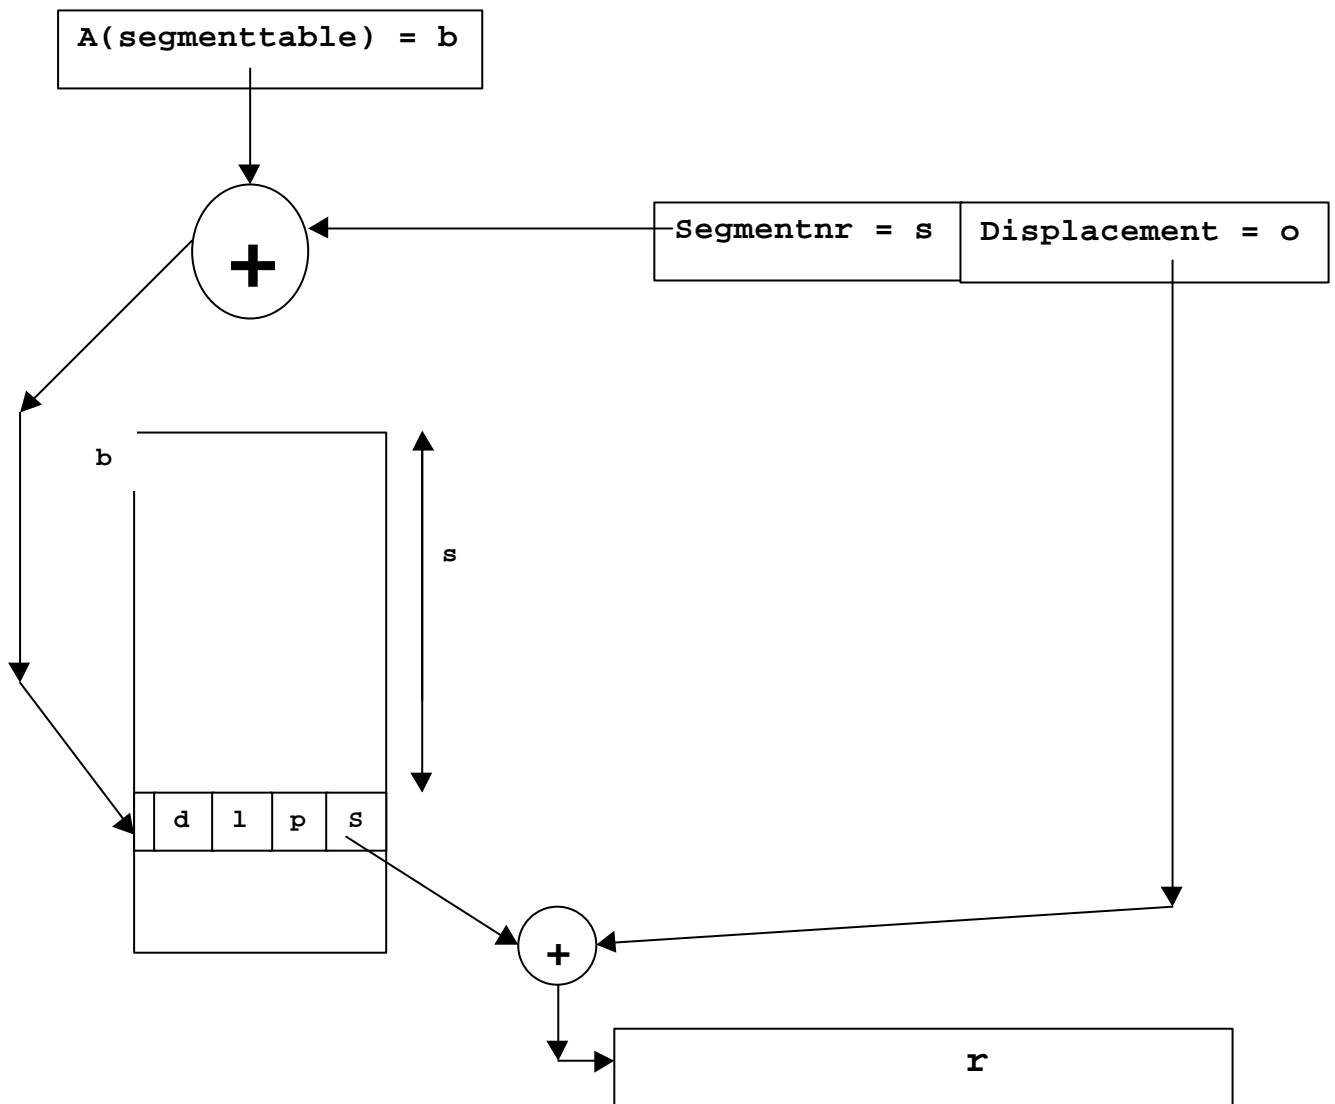 A(segmenttable) = b
+
Segmentnr = s
Displacement = o
b
s
d l p S
+
r